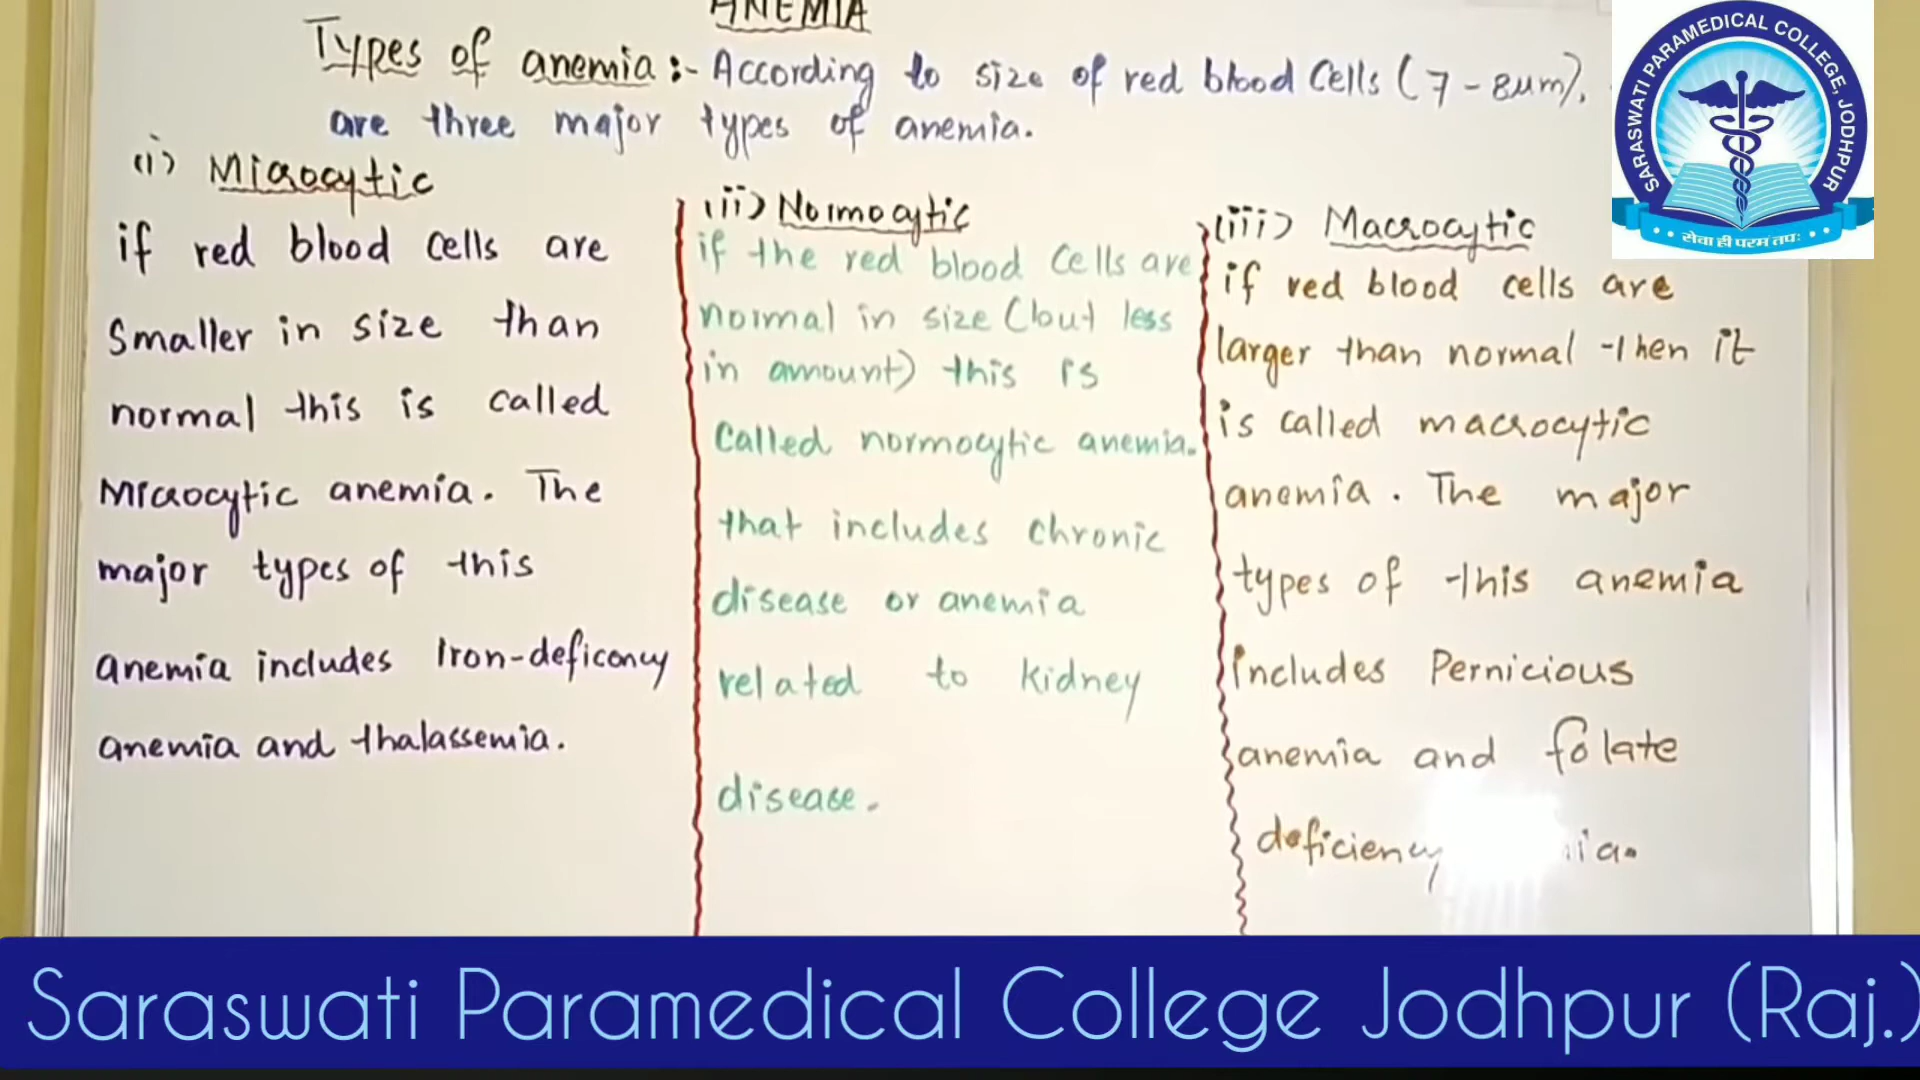 ANEMIA
Types of anemia:- According to size of red blood Cells (7-8um),
are three major types of anemia.
(i) Microcytic
if red blood cells are
Smaller in size than
normal this is called
Microcytic anemia. The
major types of this
anemia includes Iron-deficency
anemia and thalassemia.
(ii) Normocytic
if the red blood Cells are
normal in size (but less
in amount) this is
Called normocytic anemia.
that includes chronic
disease or anemia
related to kidney
disease.
(iii) Macrocytic
if red blood cells are
larger than normal then it
is called macrocytic
anemia. The major
types of this anemia
includes Pernicious
anemia and folate
deficiency
SARASWATI PARAMEDICAL COLLEGE, JODHPUR
सेवा ही परमं तपः
Saraswati Paramedical College Jodhpur (Raj.)